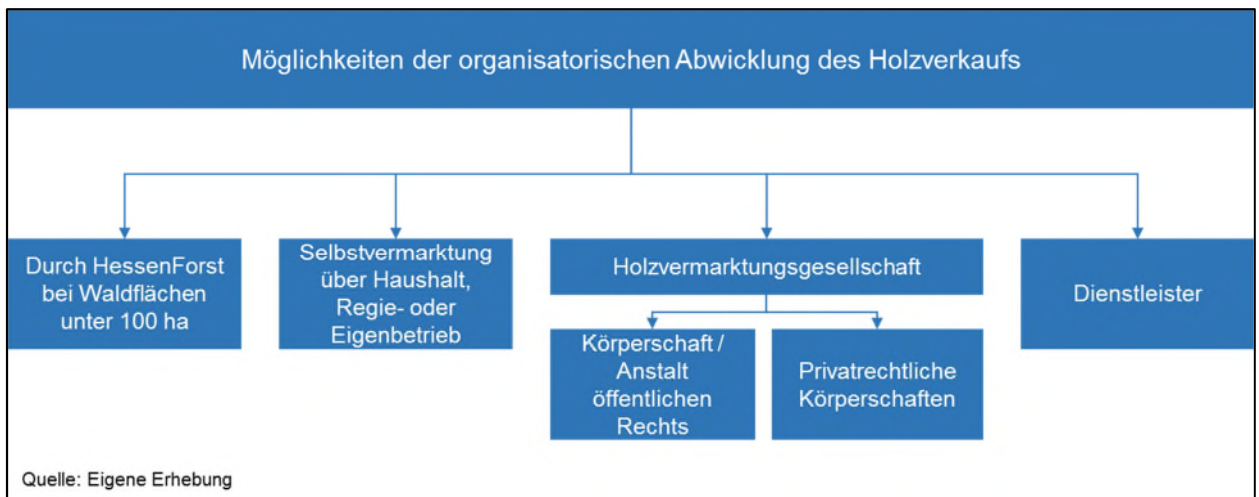 Möglichkeiten der organisatorischen Abwicklung des Holzverkaufs
Durch HessenForst
bei Waldflächen
unter 100 ha
Selbstvermarktung
über Haushalt,
Regie- oder
Eigenbetrieb
Holzvermarktungsgesellschaft
Körperschaft /
Anstalt
öffentlichen
Rechts
Privatrechtliche
Körperschaften
Dienstleister
Quelle: Eigene Erhebung